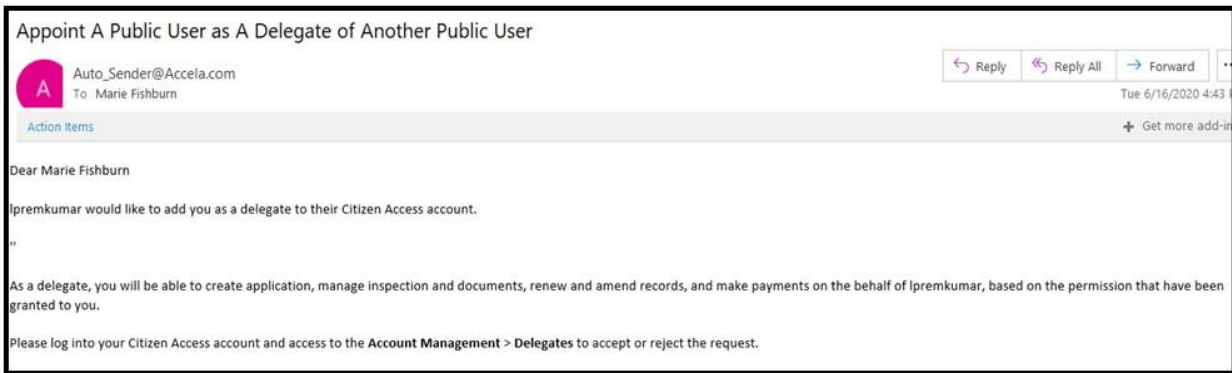 Appoint A Public User as A Delegate of Another Public User
A
Auto_Sender@Accela.com
To Marie Fishburn
Reply Reply All Forward ..
Tue 6/16/2020 4:43
Action Items
+ Get more add-in
Dear Marie Fishburn
lpremkumar would like to add you as a delegate to their Citizen Access account.
"
As a delegate, you will be able to create application, manage inspection and documents, renew and amend records, and make payments on the behalf of lpremkumar, based on the permission that have been
granted to you.
Please log into your Citizen Access account and access to the Account Management > Delegates to accept or reject the request.